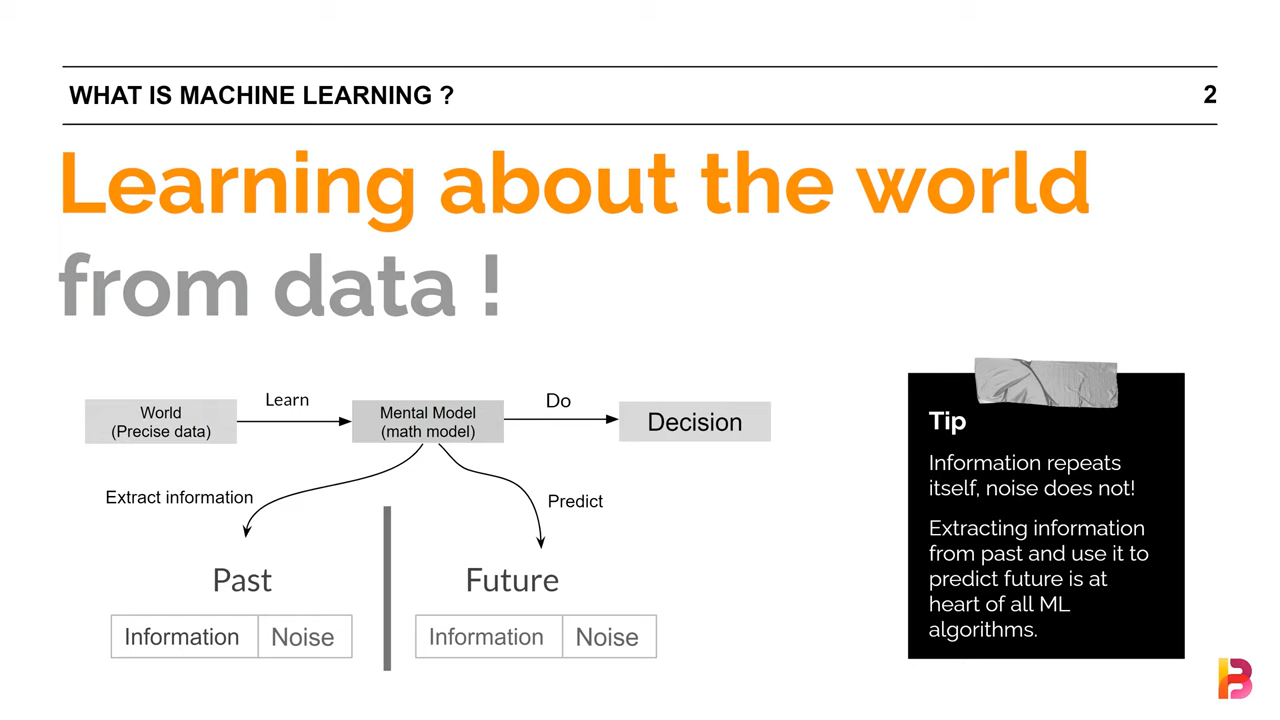 WHAT IS MACHINE LEARNING ?
2
Learning about the world
from data !
World
(Precise data)
Learn
Mental Model
(math model)
Do
Decision
Extract information
Predict
Past
Future
Information
Noise
Information
Noise
Tip
Information repeats
itself, noise does not!
Extracting information
from past and use it to
predict future is at
heart of all ML
algorithms.